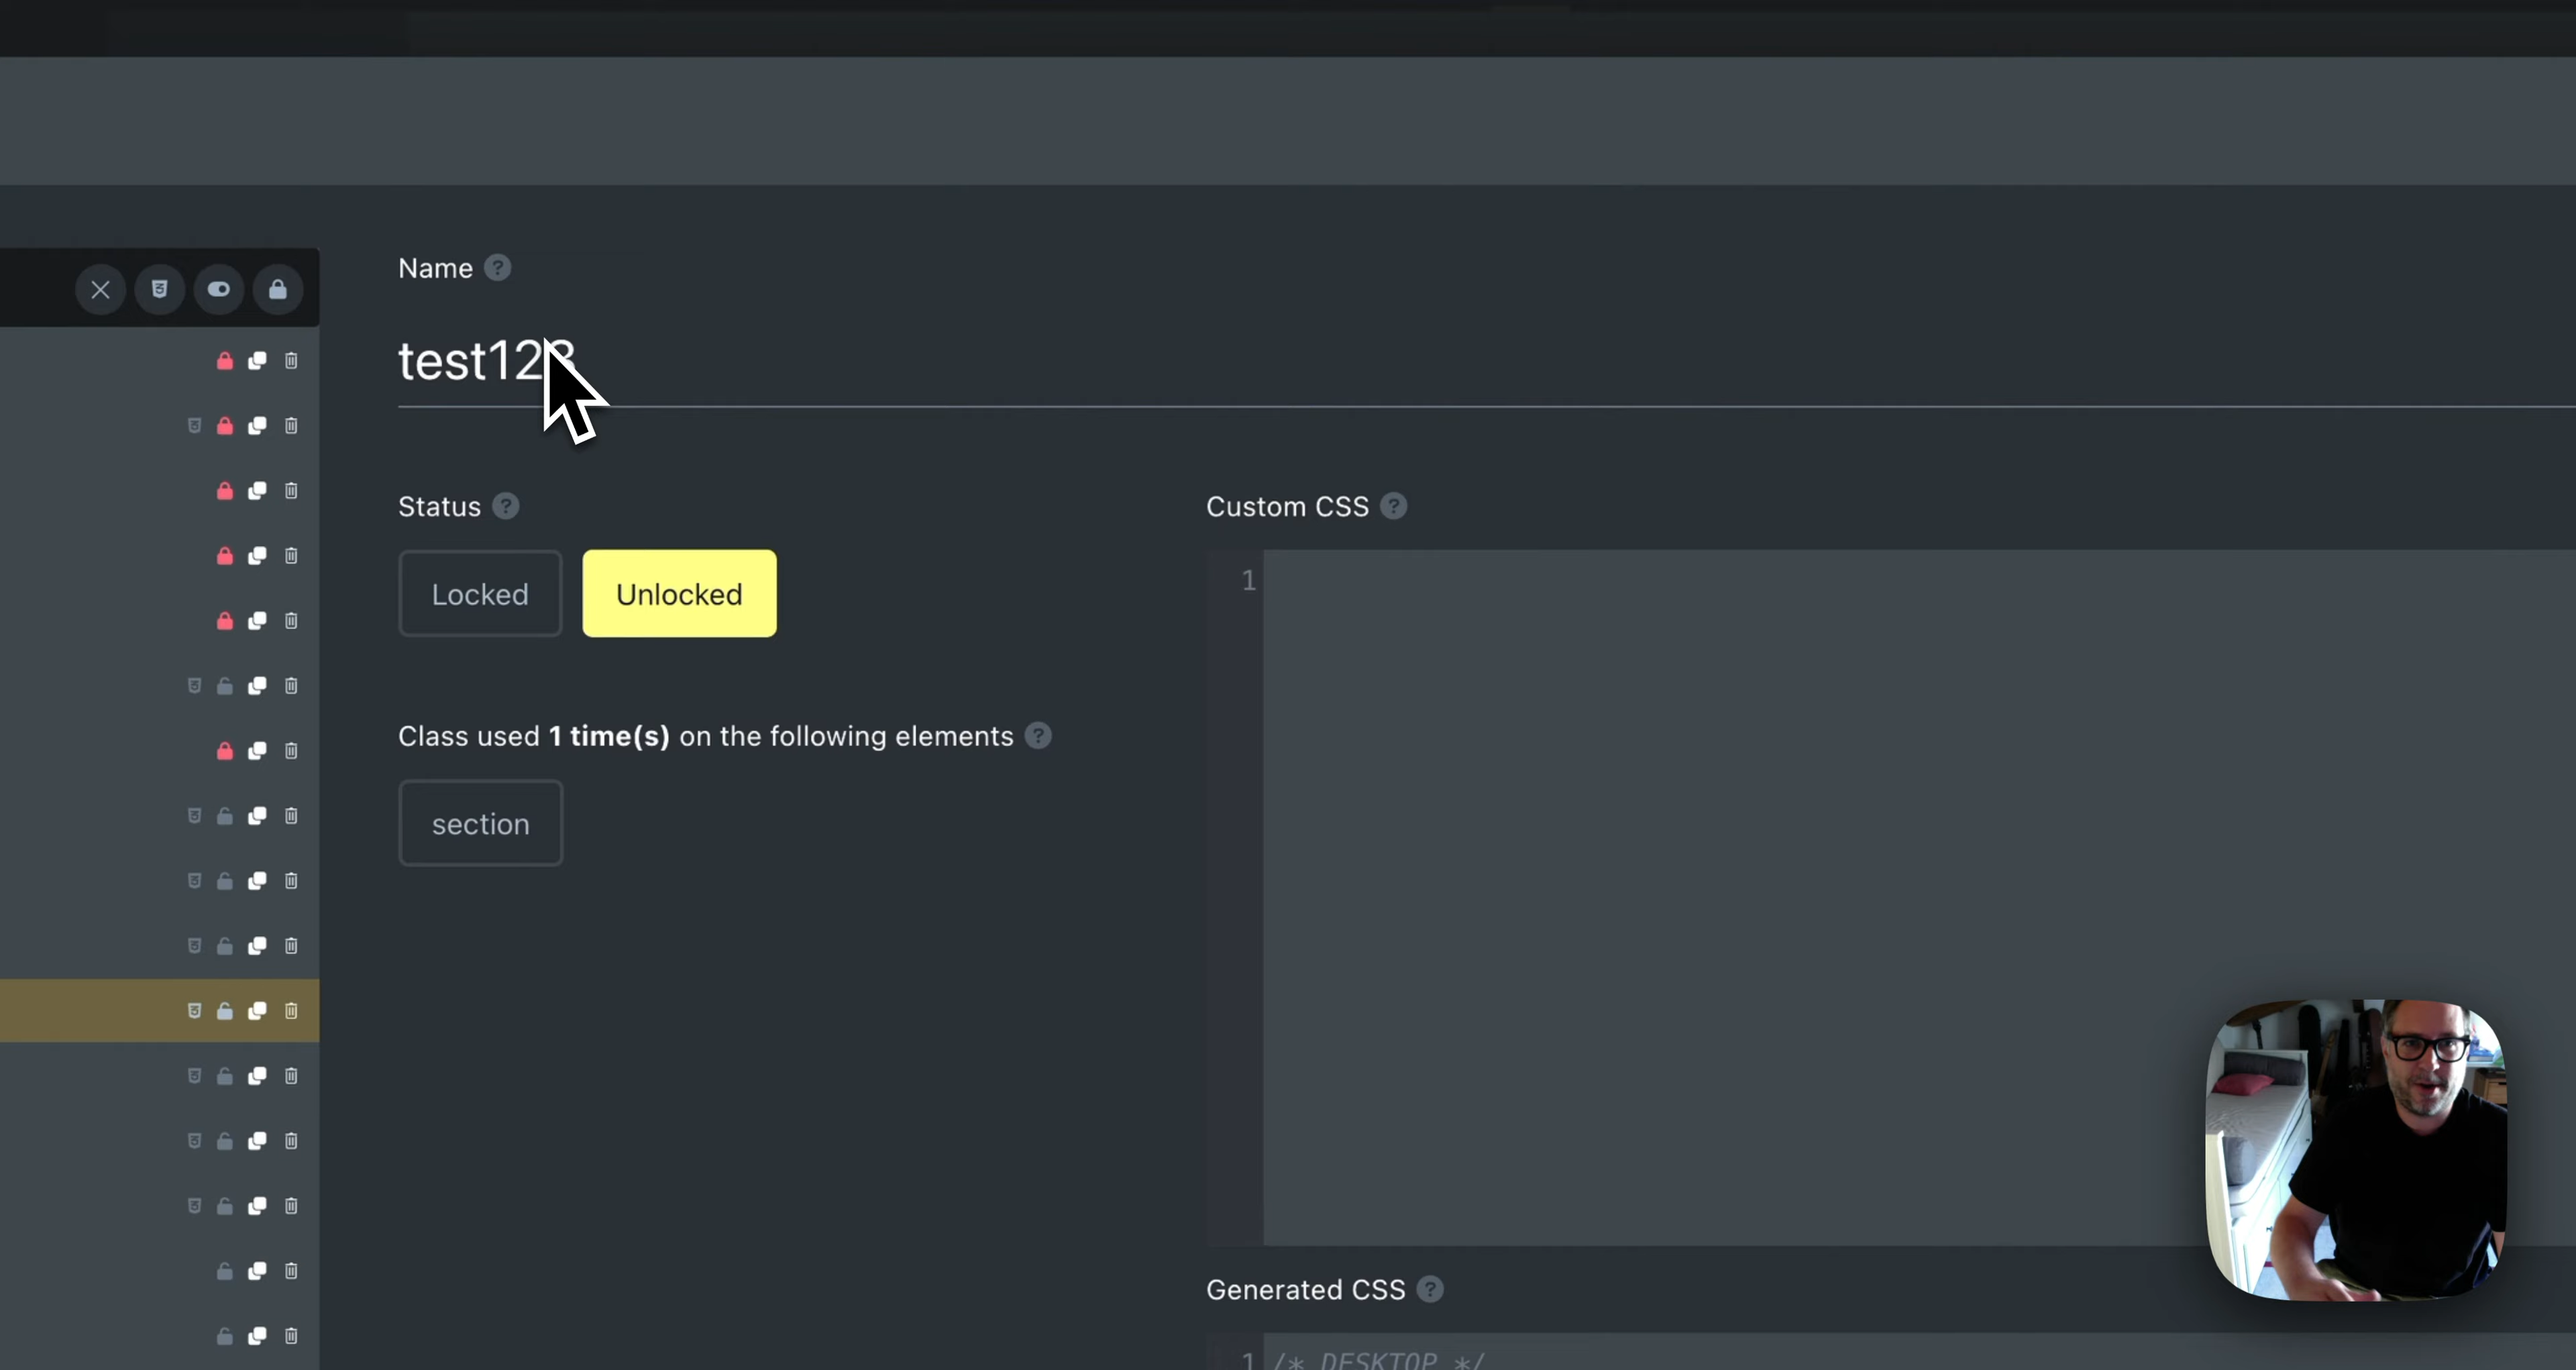 Name ?
test123
Status ?
Custom CSS ?
Locked
Unlocked
1
Class used 1 time(s) on the following elements ?
section
Generated CSS ?
1 /* DESKTOP */